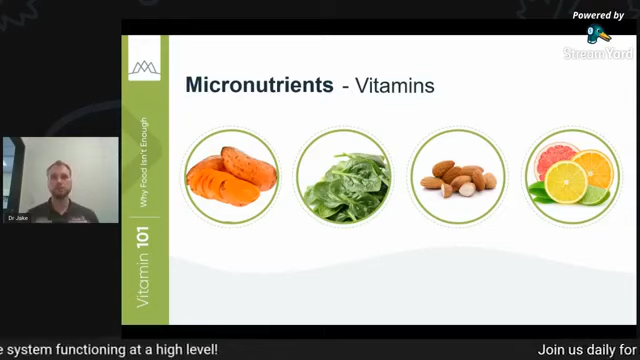 Powered by
StreamYard
Micronutrients - Vitamins
Why Food Isn't Enough
Vitamin 101
Dr Jake
e system functioning at a high level!
Join us daily for